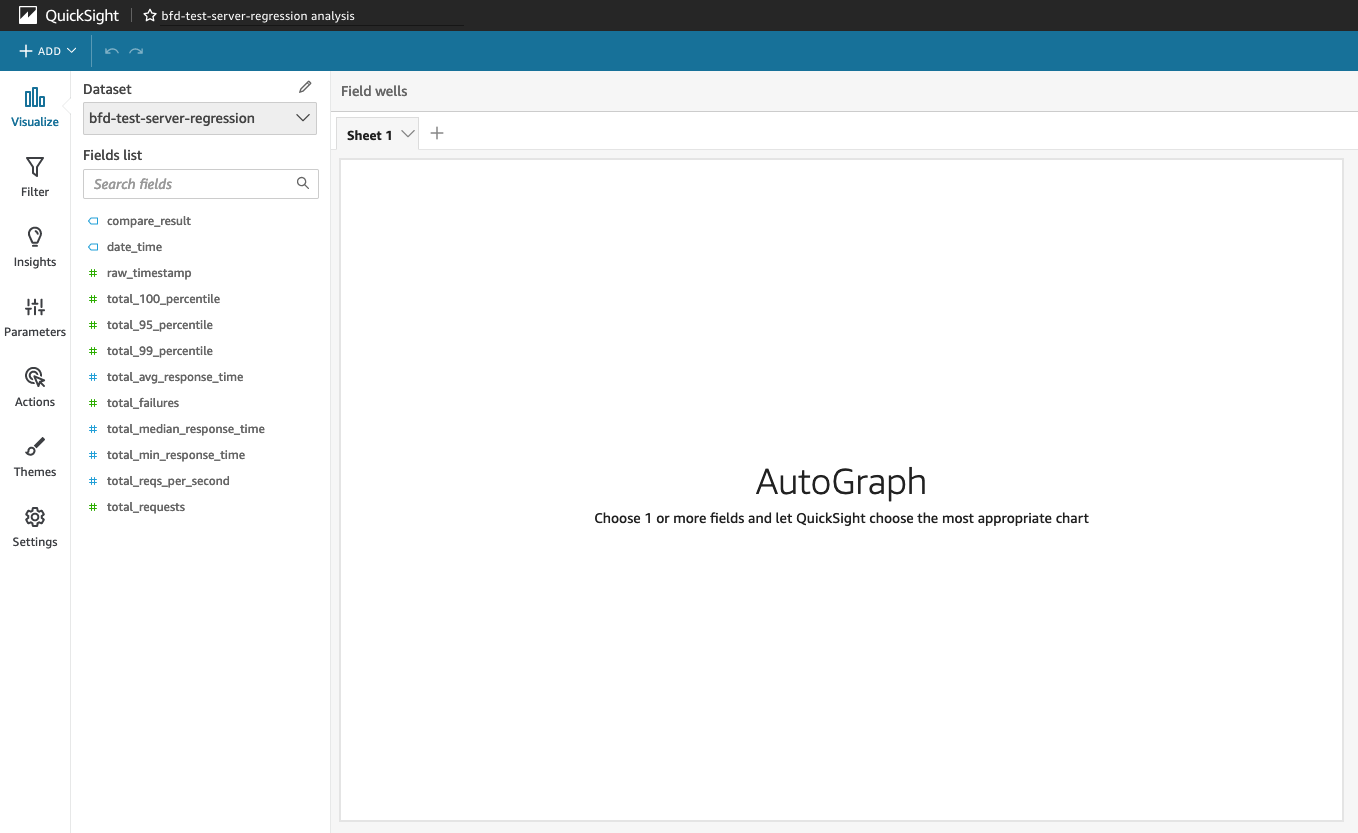 QuickSight
bfd-test-server-regression analysis
ADD
Visualize
Filter
Insights
Parameters
Actions
Themes
Settings
Dataset
bfd-test-server-regression
Fields list
Search fields
compare_result
date_time
raw_timestamp
total_100_percentile
total_95_percentile
total_99_percentile
total_avg_response_time
total_failures
total_median_response_time
total_min_response_time
total_reqs_per_second
total_requests
Field wells
Sheet 1
AutoGraph
Choose 1 or more fields and let QuickSight choose the most appropriate chart